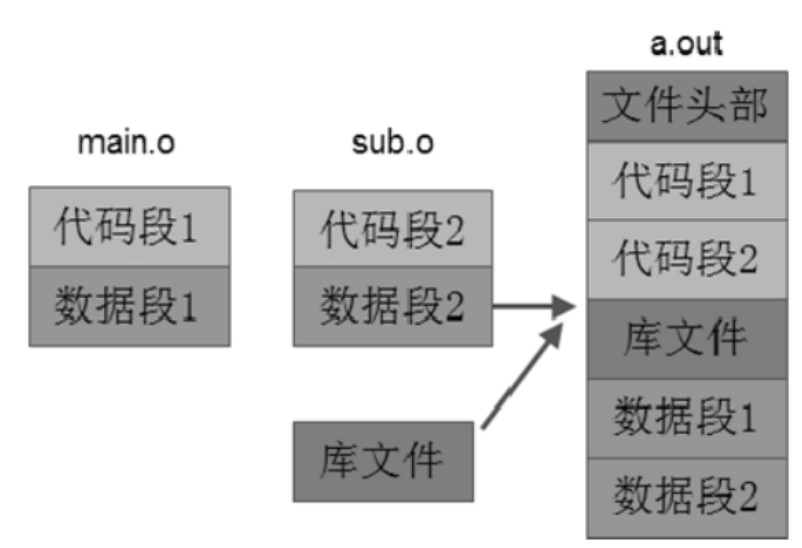 main.o
代码段1
数据段1
sub.o
代码段2
数据段2
库文件
a.out
文件头部
代码段1
代码段2
库文件
数据段1
数据段2